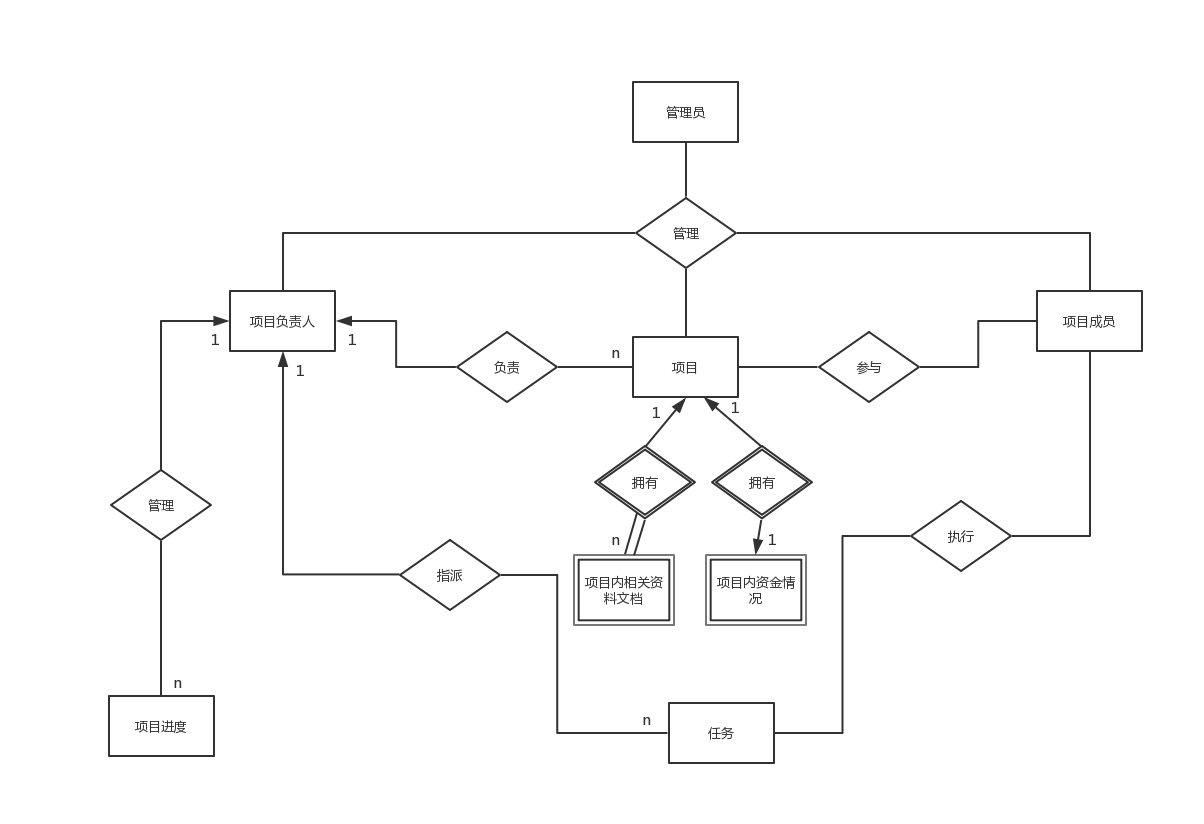 管理员
管理
项目负责人
项目成员
1
1
1
负责
n
项目
参与
1
1
管理
拥有
拥有
执行
n
1
指派
项目内相关资
料文档
项目内资金情
况
n
项目进度
n
任务